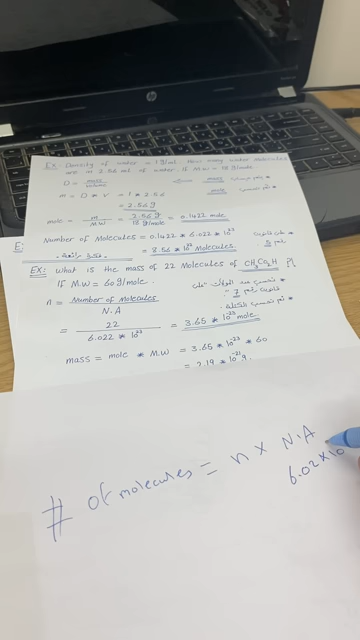 Ex:- Density of water = 1g/ml. How many water molecules
are in 2.56 ml of water, if M.w = 18 g/mole.
D = mass / volume
m = D * v = 1 * 2.56
= 2.56 g
mole = m / M.W = 2.56 g / 18 g/mole = 0.1422 mole
Number of Molecules = 0.1422 * 6.022 * 10^23
= 8.56 * 10^22 Molecules.
EX: What is the mass of 22 Molecules of CH3CO2H
If M.W = 60 g/mole.
n = Number of Molecules / N.A
= 22 / 6.022 * 10^23 = 3.65 * 10^-23 mole
mass = mole * M.W = 3.65 * 10^-23 * 60
= 2.19 * 10^-21 g.
# of molecules = n × N.A
6.02 × 10